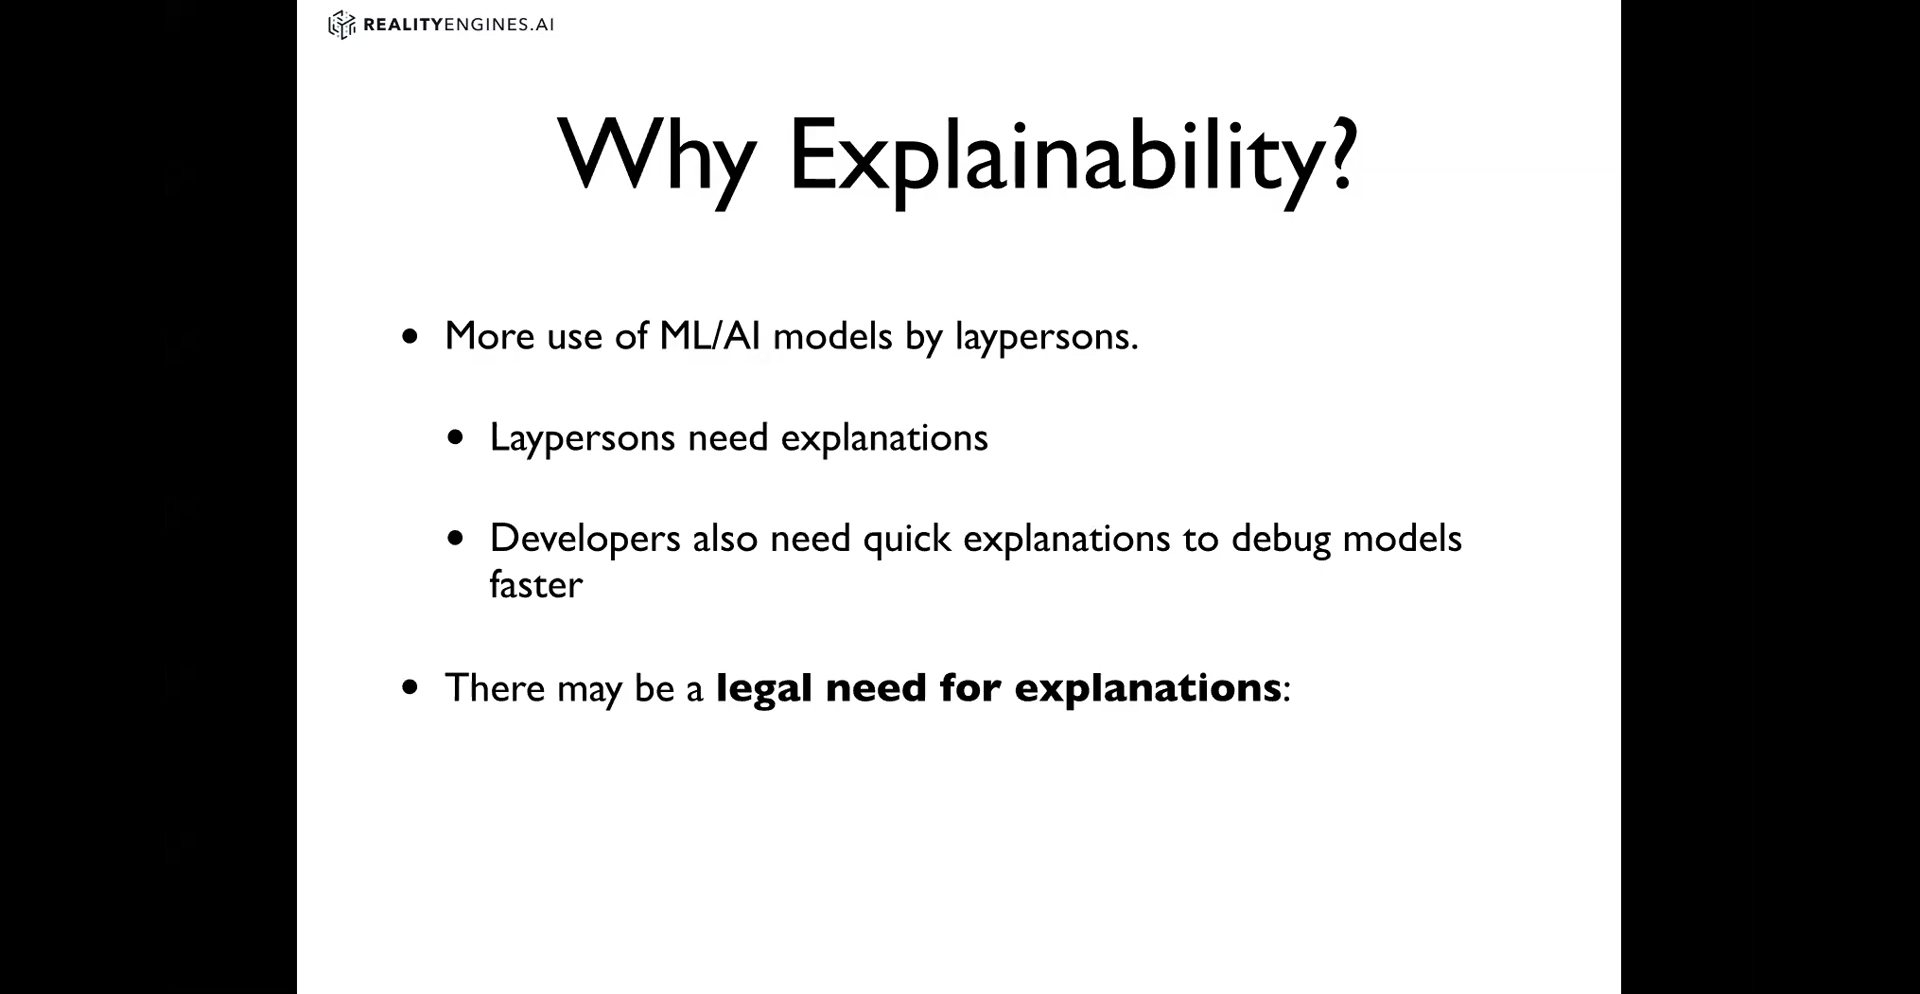 REALITYENGINES.AI
Why Explainability?
• More use of ML/AI models by laypersons.
• Laypersons need explanations
• Developers also need quick explanations to debug models
faster
• There may be a legal need for explanations: